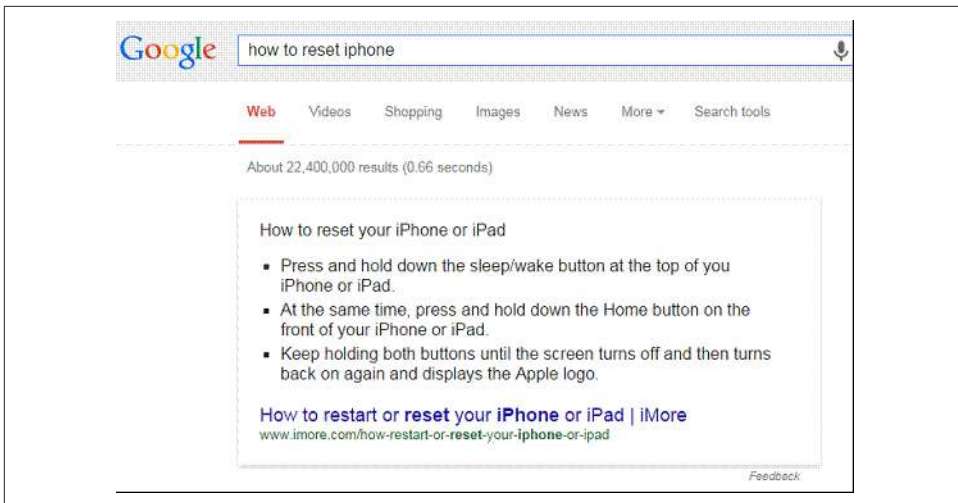 Google
how to reset iphone
Web Videos Shopping Images News More Search tools
About 22,400,000 results (0.66 seconds)
How to reset your iPhone or iPad
▪ Press and hold down the sleep/wake button at the top of you
iPhone or iPad.
▪ At the same time, press and hold down the Home button on the
front of your iPhone or iPad.
▪ Keep holding both buttons until the screen turns off and then turns
back on again and displays the Apple logo.
How to restart or reset your iPhone or iPad | iMore
www.imore.com/how-restart-or-reset-your-iphone-or-ipad
Feedback